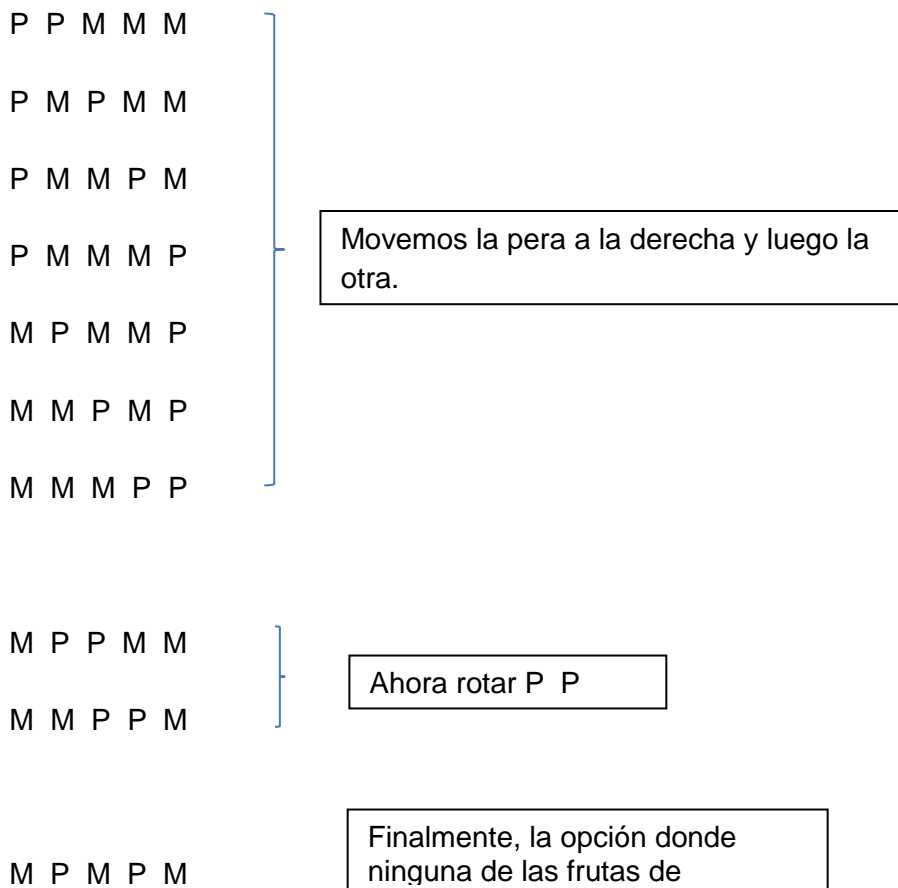 P P M M M
P M P M M
P M M P M
P M M M P
M P M M P
M M P M P
M M M P P
Movemos la pera a la derecha y luego la
otra.
M P P M M
M M P P M
Ahora rotar P P
M P M P M
Finalmente, la opción donde
ninguna de las frutas de